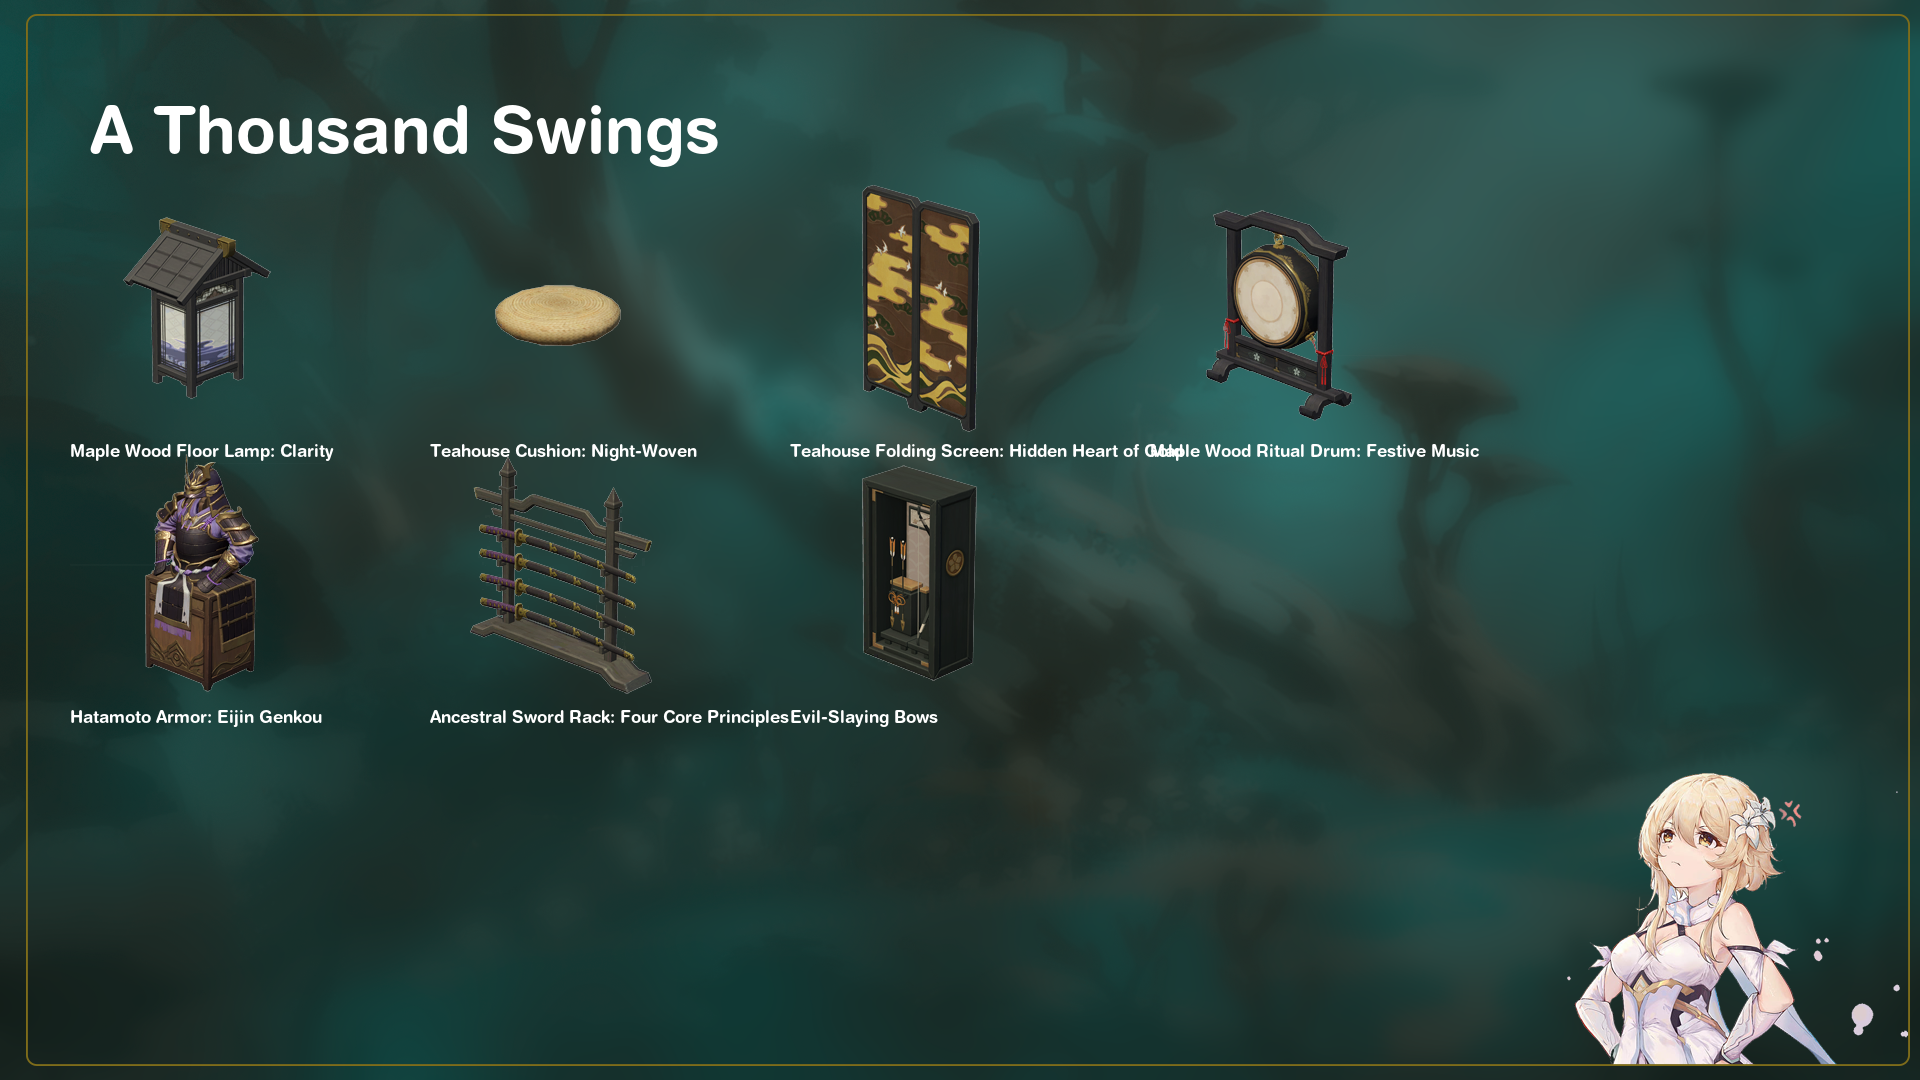 A Thousand Swings
Maple Wood Floor Lamp: Clarity
Teahouse Cushion: Night-Woven
Teahouse Folding Screen: Hidden Heart of Gold
Maple Wood Ritual Drum: Festive Music
Hatamoto Armor: Eijin Genkou
Ancestral Sword Rack: Four Core Principles
Evil-Slaying Bows